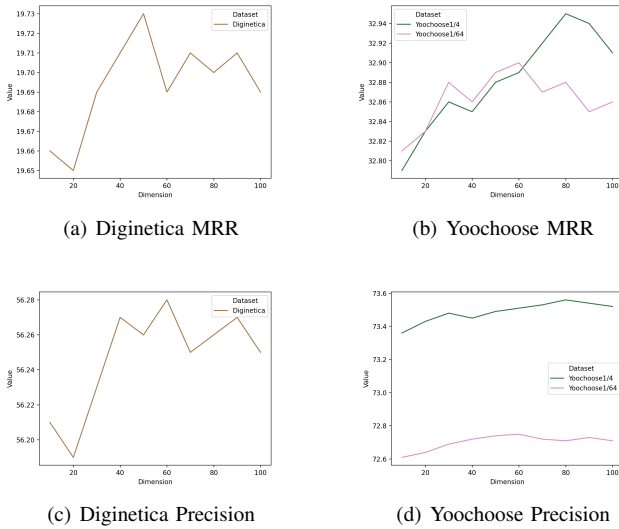 Dataset
Diginetica
19.73
19.72
19.71
19.70
19.69
19.68
19.67
19.66
19.65
Value
20 40 60 80 100
Dimension
(a) Diginetica MRR
Dataset
Yoochoose1/4
Yoochoose1/64
32.94
32.92
32.90
32.88
32.86
32.84
32.82
32.80
Value
20 40 60 80 100
Dimension
(b) Yoochoose MRR
Dataset
Diginetica
56.28
56.26
56.24
56.22
56.20
Value
20 40 60 80 100
Dimension
(c) Diginetica Precision
73.6
73.4
73.2
73.0
72.8
72.6
Value
Dataset
Yoochoose1/4
Yoochoose1/64
20 40 60 80 100
Dimension
(d) Yoochoose Precision